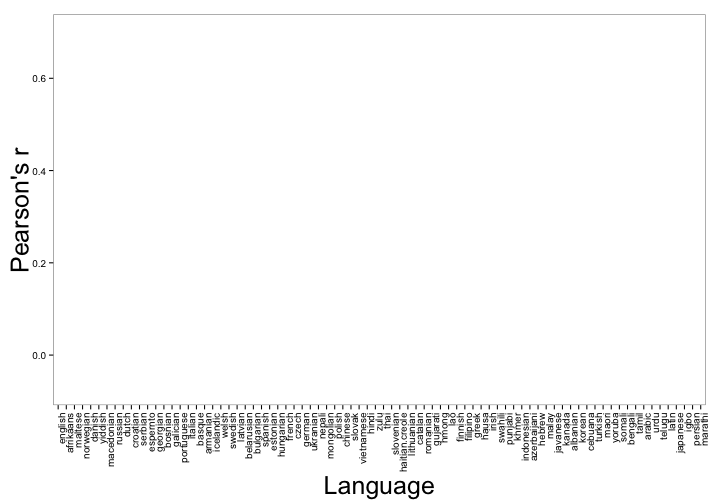 0.6
0.4
0.2
0.0
Pearson's r
english
afrikaans
maltese
norwegian
danish
yiddish
macedonian
russian
dutch
croatian
serbian
esperanto
georgian
bosnian
galician
portuguese
italian
basque
armanian
icelandic
welsh
swedish
latvian
belarusian
bulgarian
spanish
estonian
hungarian
french
czech
german
ukranian
nepali
mongolian
polish
chinese
slovak
vietnamese
hindi
zulu
thai
slovenian
haitian.creole
lithuanian
catalan
romanian
gujarati
hmong
lao
finnish
filipino
greek
hausa
irish
swahili
punjabi
khmer
indonesian
azerbaijani
hebrew
malay
javanese
kanada
albanian
korean
cebuana
turkish
maori
yoruba
somali
bengali
tamil
arabic
urdu
telugu
latin
japanese
igbo
persian
marathi
Language